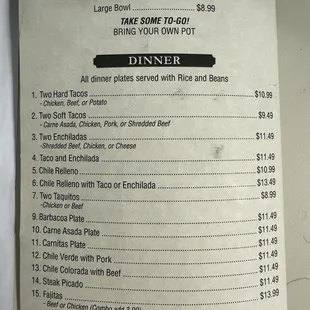 Large Bowl ........................ $8.99
TAKE SOME TO-GO!
BRING YOUR OWN POT
DINNER
All dinner plates served with Rice and Beans
1. Two Hard Tacos ........................ $10.99
- Chicken, Beef, or Potato
2. Two Soft Tacos ........................ $9.49
- Carne Asada, Chicken, Pork, or Shredded Beef
3. Two Enchiladas ........................ $11.49
-Shredded Beef, Chicken, or Cheese
4. Taco and Enchilada ........................ $11.49
5. Chile Relleno ........................ $10.99
6. Chile Relleno with Taco or Enchilada ........................ $13.49
7. Two Taquitos ........................ $8.99
-Chicken or Beef
9. Barbacoa Plate ........................ $11.49
10. Carne Asada Plate ........................ $11.49
11. Carnitas Plate ........................ $11.49
12. Chile Verde with Pork ........................ $11.49
13. Chile Colorada with Beef ........................ $11.49
14. Steak Picado ........................ $11.49
15. Fajitas ........................ $13.99
- Beef or Chicken (Combo add 3.00)